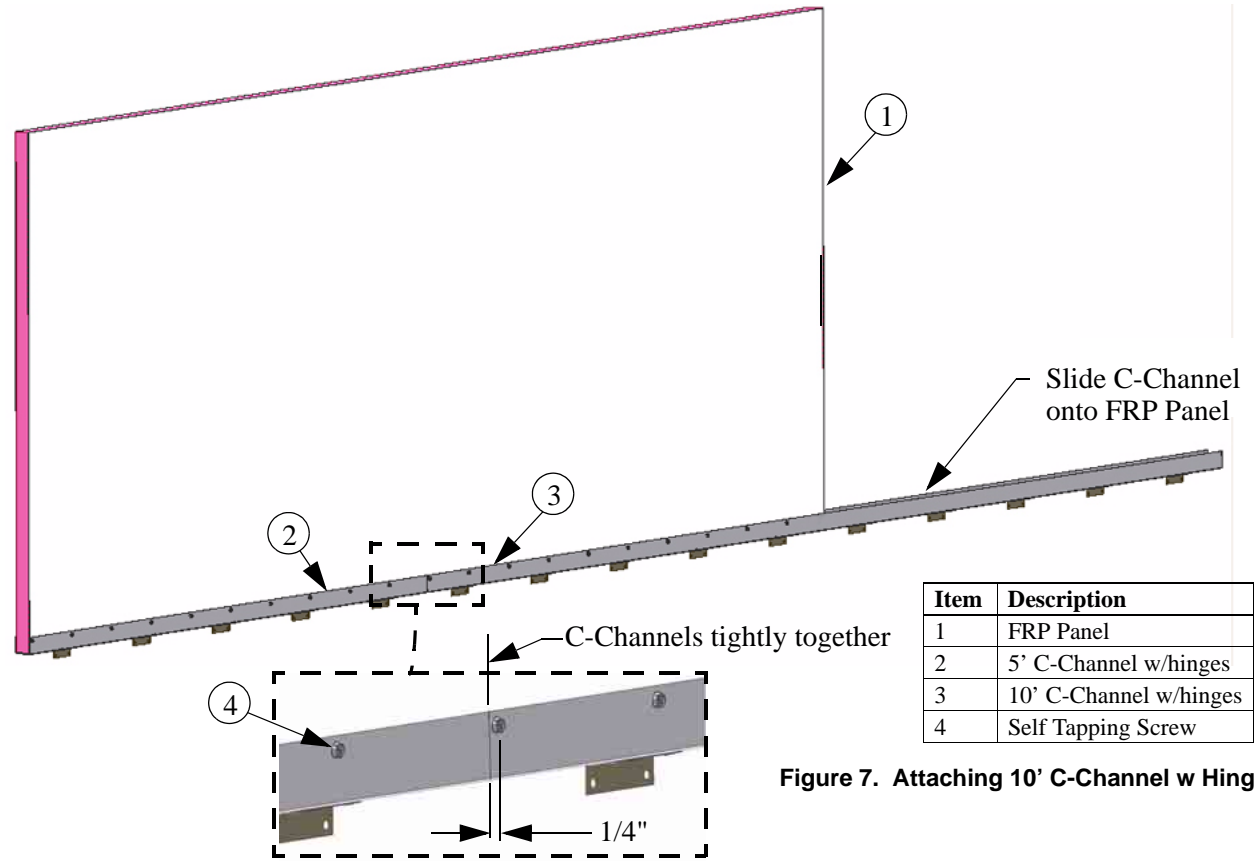 1
Slide C-Channel
onto FRP Panel
3
2
C-Channels tightly together
4
1/4"
Item Description
1 FRP Panel
2 5’ C-Channel w/hinges
3 10’ C-Channel w/hinges
4 Self Tapping Screw
Figure 7. Attaching 10’ C-Channel w Hing